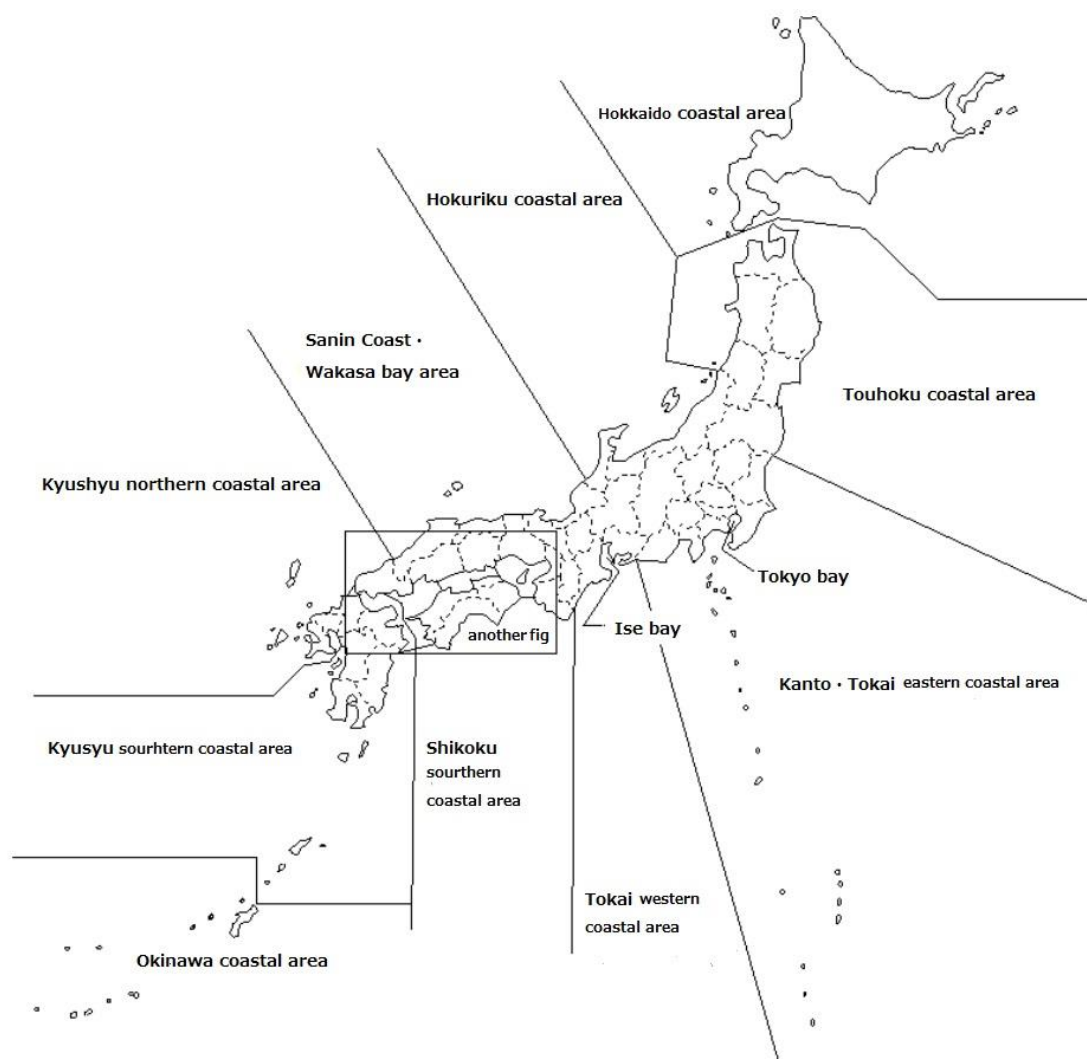 Hokkaido coastal area
Hokuriku coastal area
Sanin Coast・
Wakasa bay area
Touhoku coastal area
Kyushyu northern coastal area
Tokyo bay
another fig
Ise bay
Kanto・Tokai eastern coastal area
Kyusyu sourhtern coastal area
Shikoku
sourthern
coastal area
Tokai western
coastal area
Okinawa coastal area